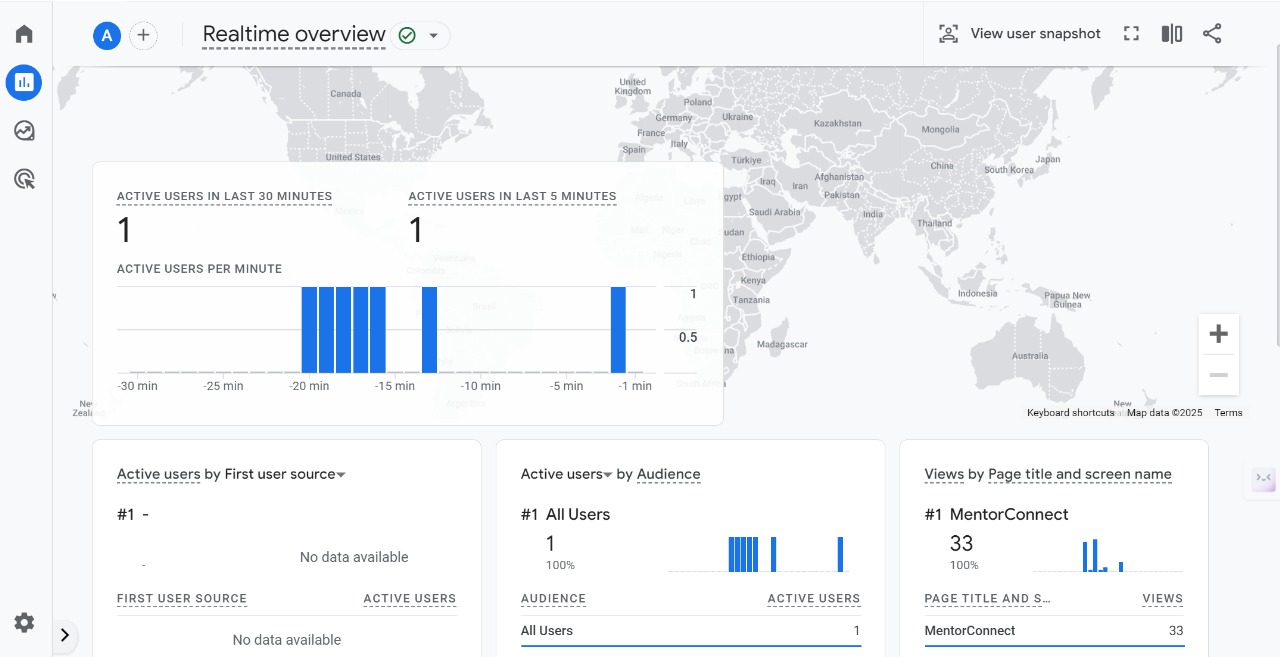 A
Realtime overview
View user snapshot
Canada
United States
United Kingdom
Poland
Germany
Ukraine
France
Spain
Italy
Kazakhstan
Mongolia
Türkiye
China
Japan
South Korea
Iraq
Iran
Afghanistan
Pakistan
Saudi Arabia
India
Thailand
Ethiopia
Kenya
Tanzania
Indonesia
Papua New Guinea
Madagascar
Australia
New Zeala
New
ACTIVE USERS IN LAST 30 MINUTES
ACTIVE USERS IN LAST 5 MINUTES
1
1
ACTIVE USERS PER MINUTE
1
0.5
-30 min -25 min -20 min -15 min -10 min -5 min -1 min
Keyboard shortcuts Map data ©2025 Terms
Active users by First user source
#1 -
-
No data available
FIRST USER SOURCE ACTIVE USERS
No data available
Active users by Audience
#1 All Users
1
100%
AUDIENCE ACTIVE USERS
All Users 1
Views by Page title and screen name
#1 MentorConnect
33
100%
PAGE TITLE AND S… VIEWS
MentorConnect 33